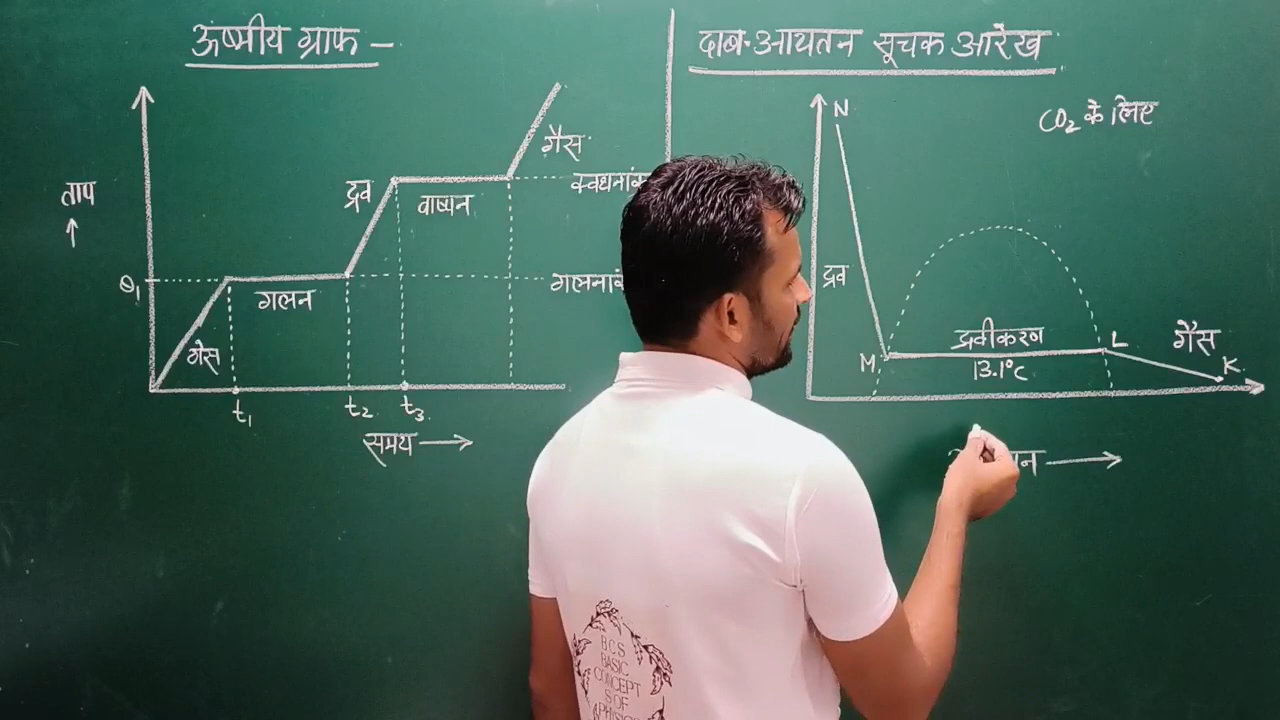 ऊष्मीय ग्राफ –
ताप
θ₁
गैस
गलन
द्रव
वाष्पन
गैस
गलनांक
t₁
t₂
t₃
समय
दाब-आयतन सूचक आरेख
CO₂ के लिए
N
द्रव
M
द्रवीकरण
13.1°C
L
गैस
K
B.C.S
BASIC
CONCEPT
S OF